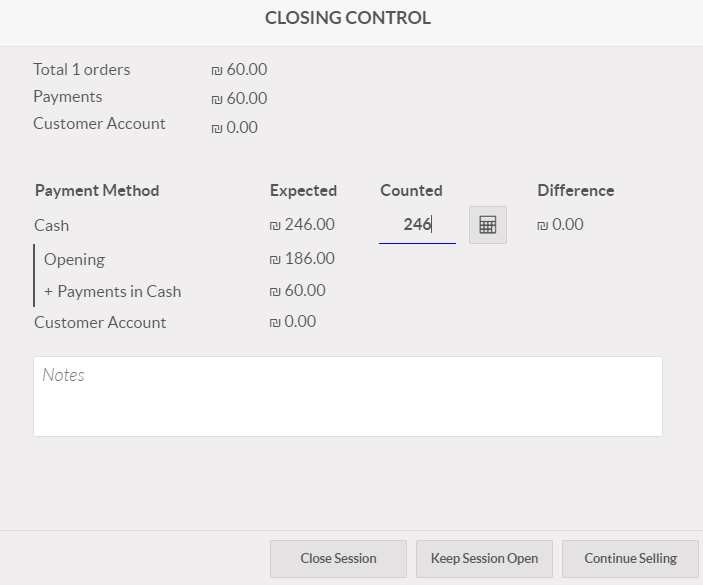 CLOSING CONTROL
Total 1 orders ₪ 60.00
Payments ₪ 60.00
Customer Account ₪ 0.00
Payment Method Expected Counted Difference
Cash ₪ 246.00 246 ₪ 0.00
Opening ₪ 186.00
+ Payments in Cash ₪ 60.00
Customer Account ₪ 0.00
Notes
Close Session Keep Session Open Continue Selling